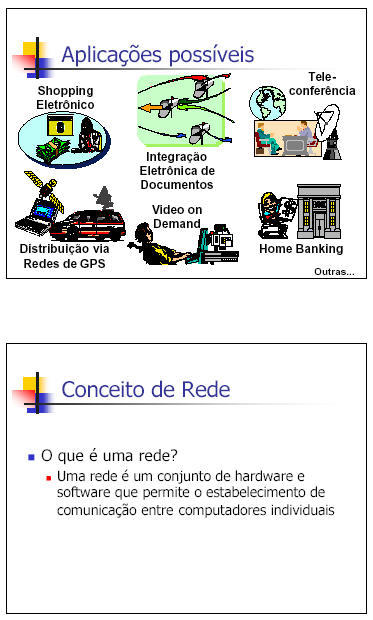 Aplicações possíveis
Shopping
Eletrônico
Tele-
conferência
Integração
Eletrônica de
Documentos
Distribuição via
Redes de GPS
Video on
Demand
Home Banking
Outras...
Conceito de Rede
O que é uma rede?
Uma rede é um conjunto de hardware e
software que permite o estabelecimento de
comunicação entre computadores individuais